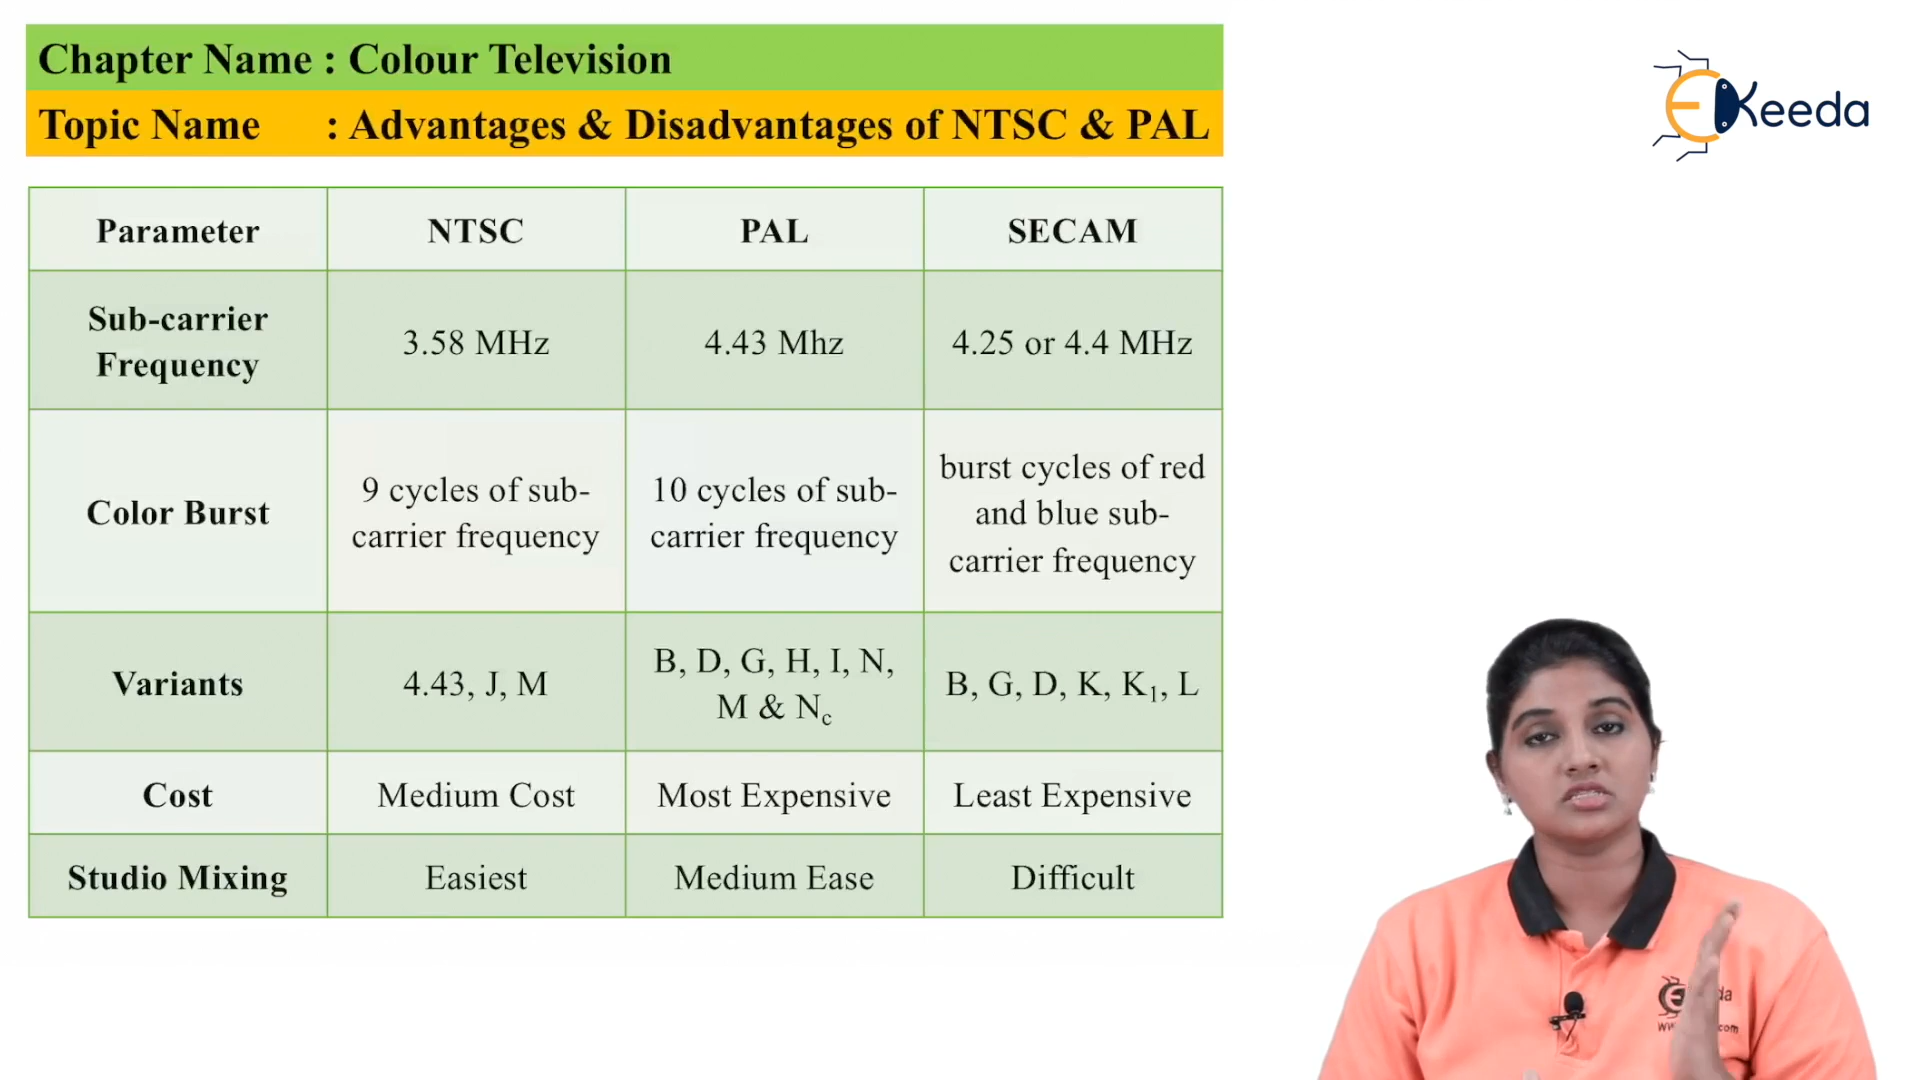 Chapter Name : Colour Television
Topic Name : Advantages & Disadvantages of NTSC & PAL
EKeeda
Parameter NTSC PAL SECAM
Sub-carrier
Frequency
3.58 MHz
4.43 Mhz
4.25 or 4.4 MHz
Color Burst
9 cycles of sub-
carrier frequency
10 cycles of sub-
carrier frequency
burst cycles of red
and blue sub-
carrier frequency
Variants
4.43, J, M
B, D, G, H, I, N,
M & Nc
B, G, D, K, K1, L
Cost Medium Cost Most Expensive Least Expensive
Studio Mixing Easiest Medium Ease Difficult